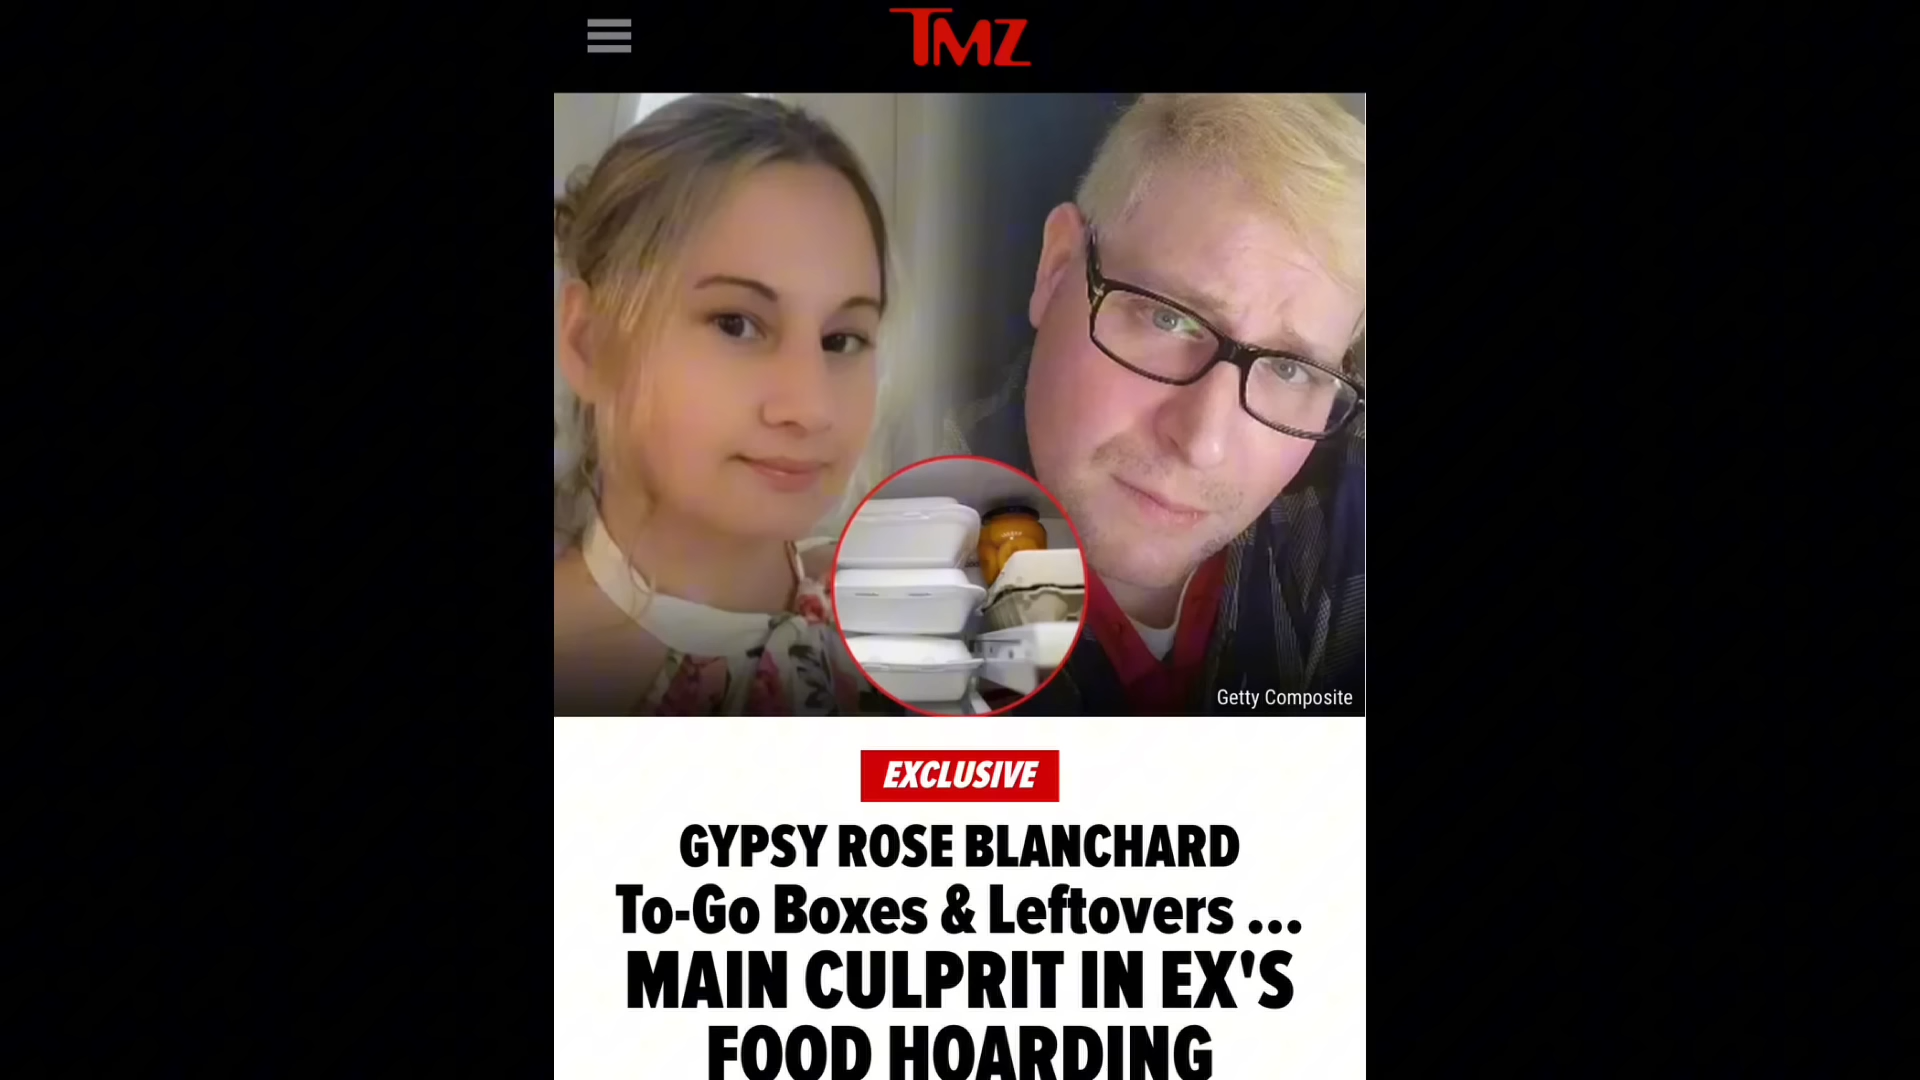 TMZ
Getty Composite
EXCLUSIVE
GYPSY ROSE BLANCHARD
To-Go Boxes & Leftovers ...
MAIN CULPRIT IN EX'S
FOOD HOARDING